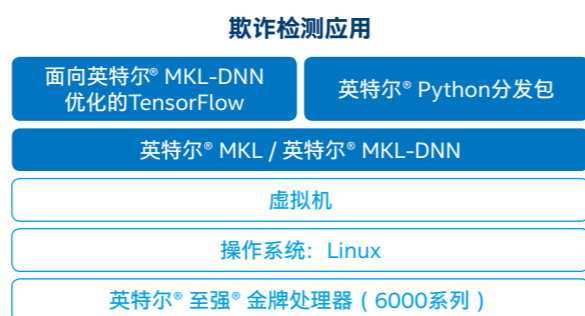 欺诈检测应用
面向英特尔® MKL-DNN
优化的TensorFlow
英特尔® Python分发包
英特尔® MKL / 英特尔® MKL-DNN
虚拟机
操作系统：Linux
英特尔® 至强® 金牌处理器（6000系列）